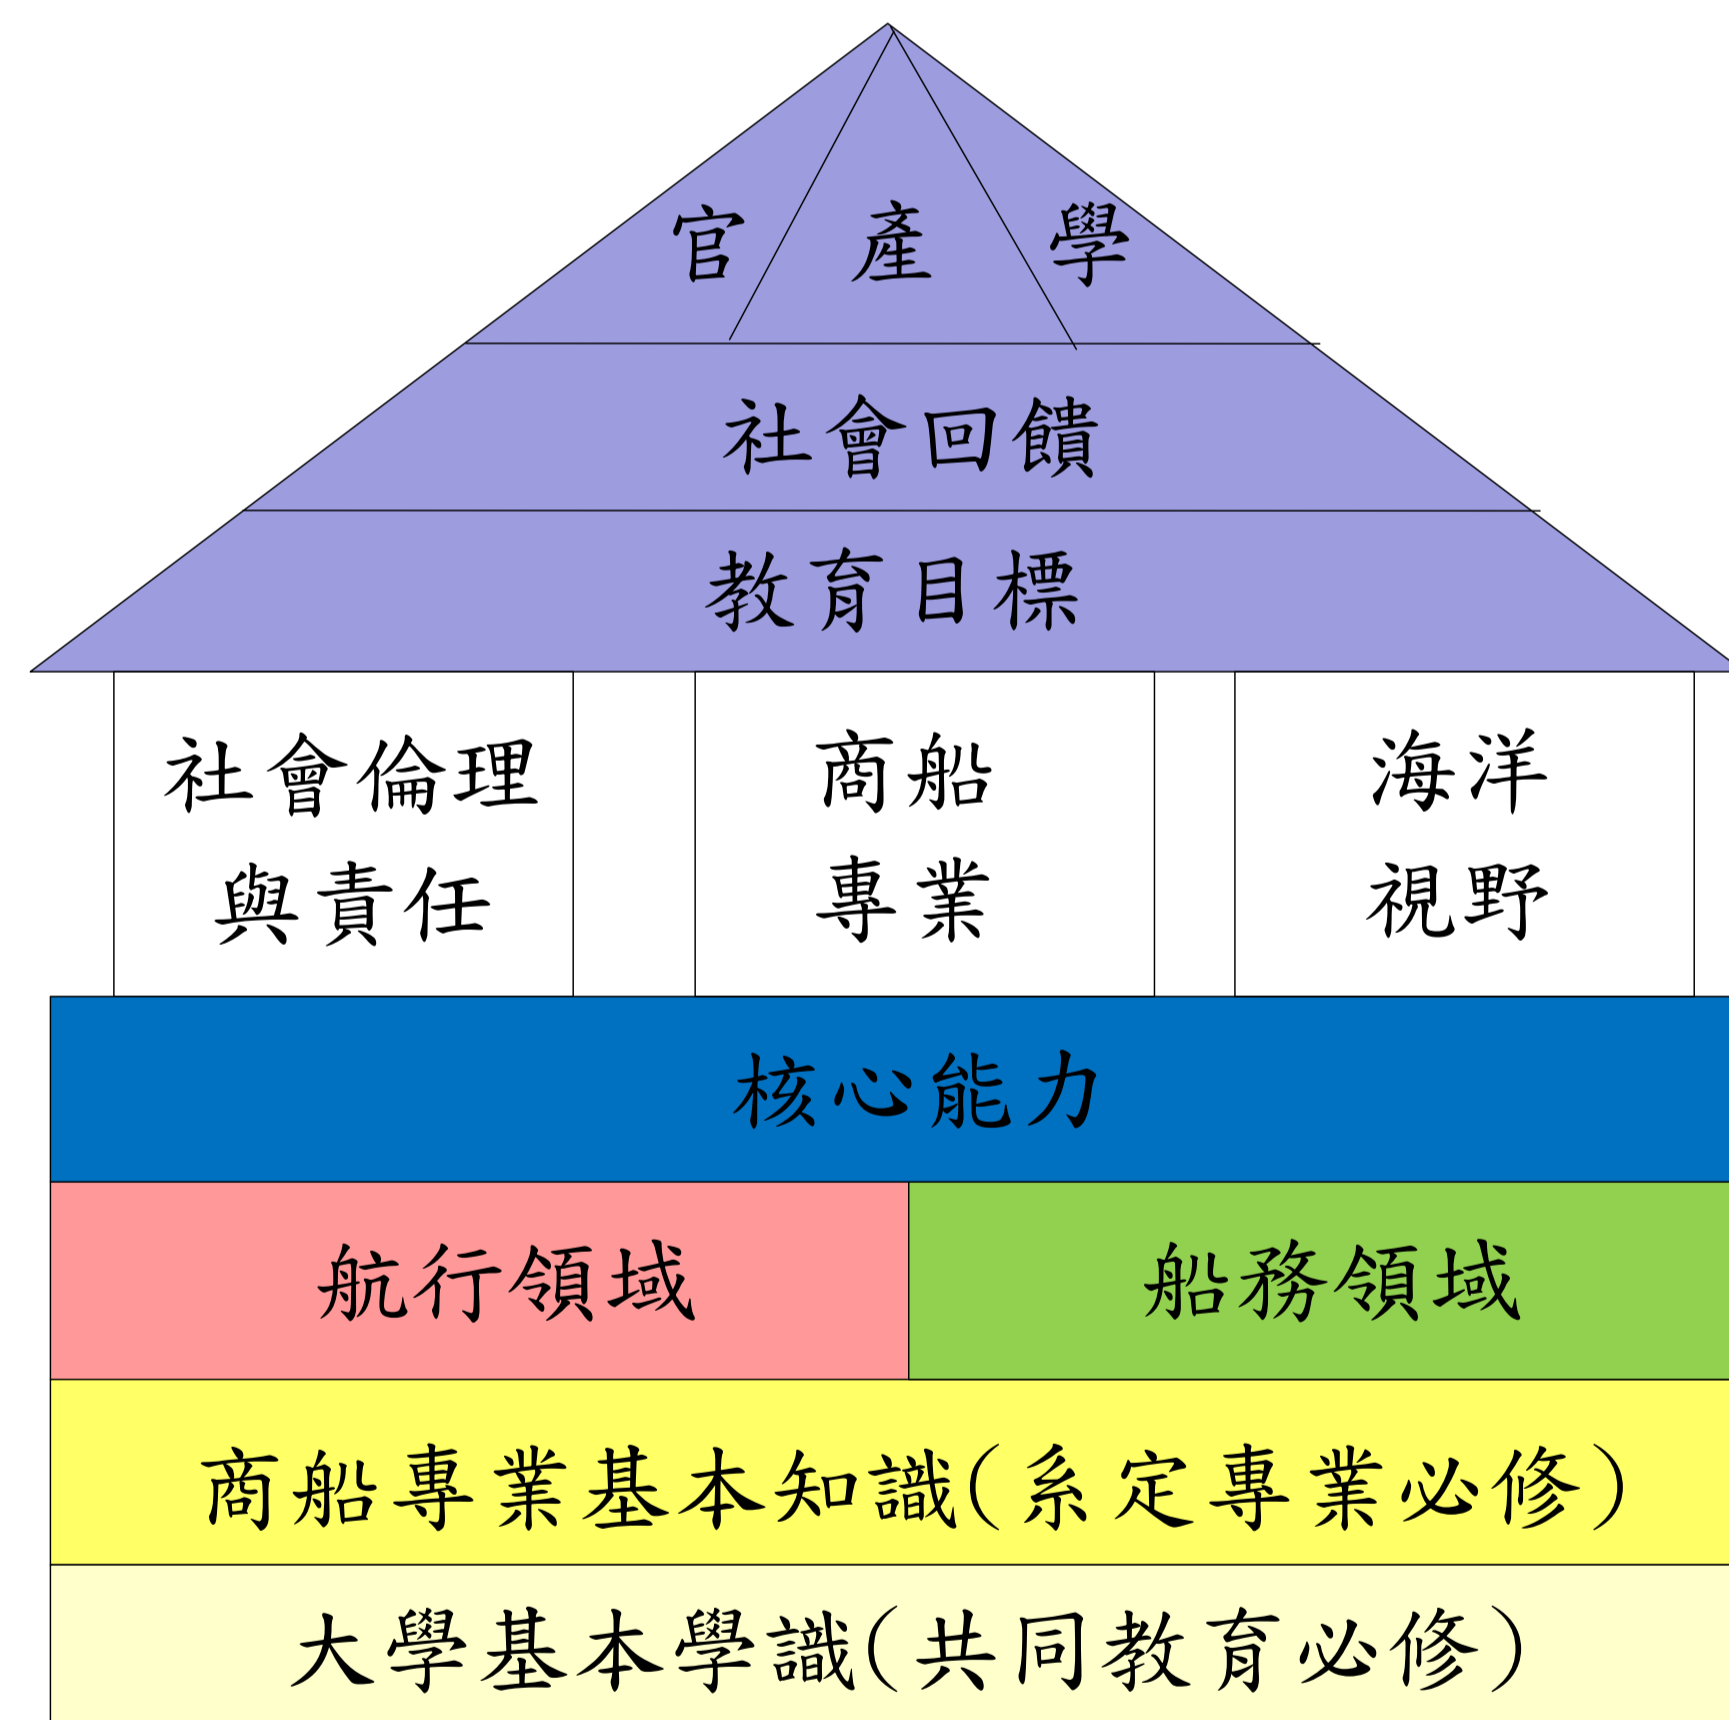 官 產 學
社會回饋
教育目標
社會倫理
與責任
商船
專業
海洋
視野
核心能力
航行領域
船務領域
商船專業基本知識(系定專業必修)
大學基本學識(共同教育必修)